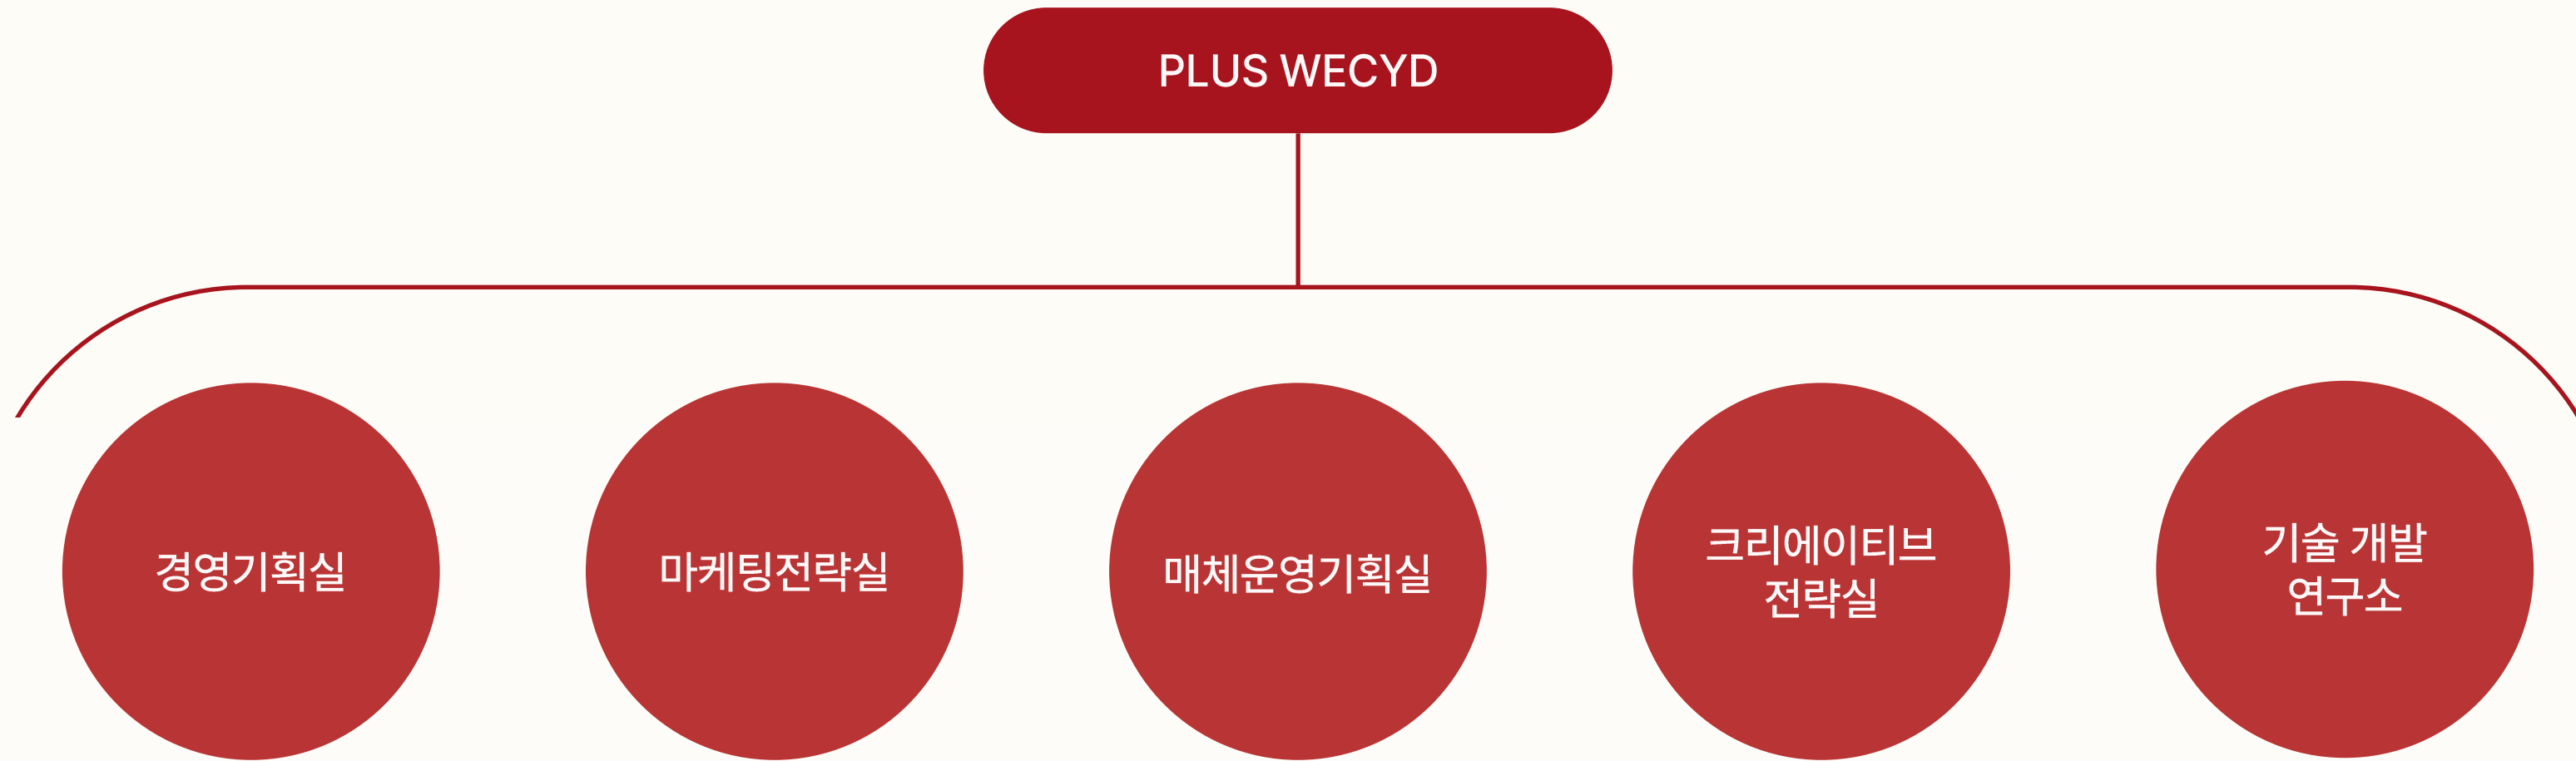 PLUS WECYD
경영기획실
마케팅전략실
매체운영기획실
크리에이티브
전략실
기술 개발
연구소